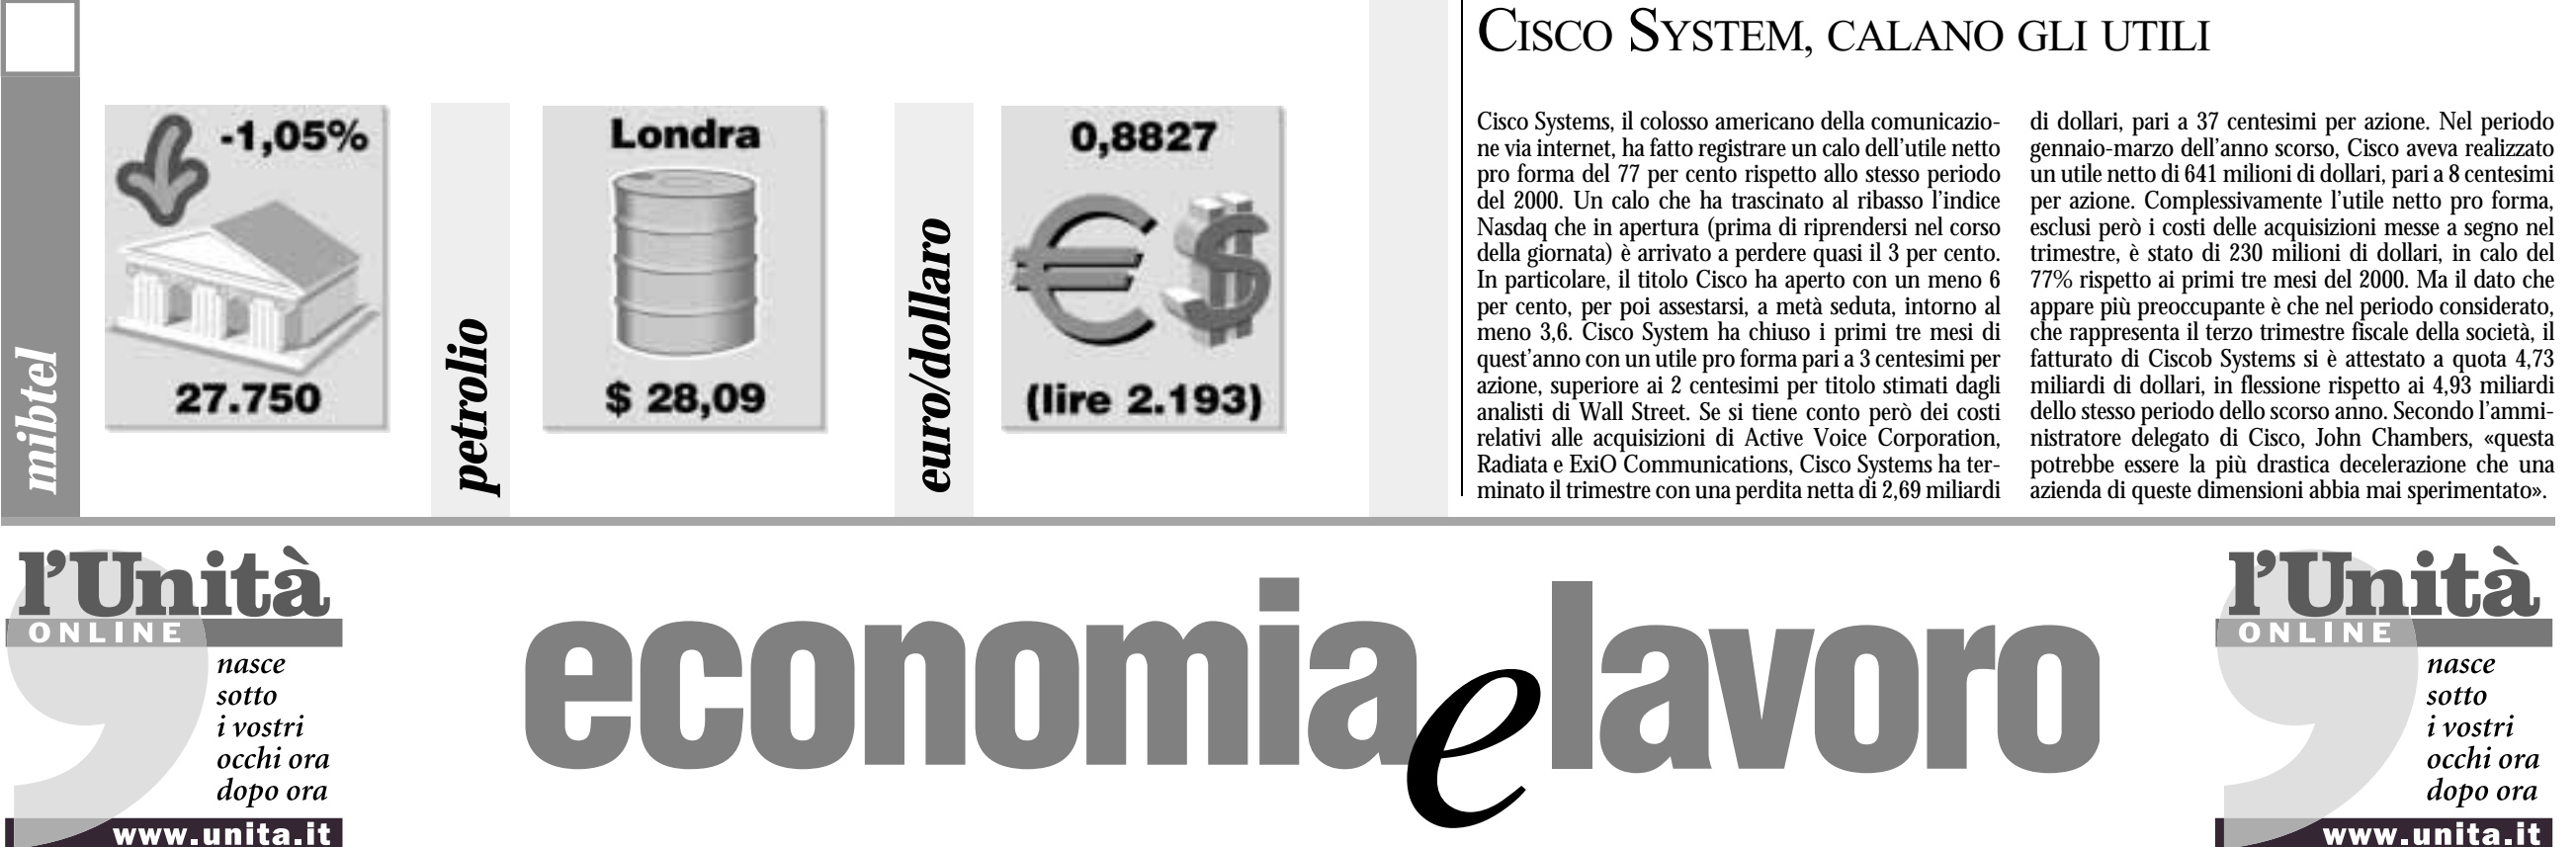 mibtel
-1,05%
27.750
petrolio
Londra
$ 28,09
euro/dollaro
0,8827
(lire 2.193)
CISCO SYSTEM, CALANO GLI UTILI
Cisco Systems, il colosso americano della comunicazio-
ne via internet, ha fatto registrare un calo dell'utile netto
pro forma del 77 per cento rispetto allo stesso periodo
del 2000. Un calo che ha trascinato al ribasso l'indice
Nasdaq che in apertura (prima di riprendersi nel corso
della giornata) è arrivato a perdere quasi il 3 per cento.
In particolare, il titolo Cisco ha aperto con un meno 6
per cento, per poi assestarsi, a metà seduta, intorno al
meno 3,6. Cisco System ha chiuso i primi tre mesi di
quest'anno con un utile pro forma pari a 3 centesimi per
azione, superiore ai 2 centesimi per titolo stimati dagli
analisti di Wall Street. Se si tiene conto però dei costi
relativi alle acquisizioni di Active Voice Corporation,
Radiata e ExiO Communications, Cisco Systems ha ter-
minato il trimestre con una perdita netta di 2,69 miliardi
di dollari, pari a 37 centesimi per azione. Nel periodo
gennaio-marzo dell'anno scorso, Cisco aveva realizzato
un utile netto di 641 milioni di dollari, pari a 8 centesimi
per azione. Complessivamente l'utile netto pro forma,
esclusi però i costi delle acquisizioni messe a segno nel
trimestre, è stato di 230 milioni di dollari, in calo del
77% rispetto ai primi tre mesi del 2000. Ma il dato che
appare più preoccupante è che nel periodo considerato,
che rappresenta il terzo trimestre fiscale della società, il
fatturato di Ciscob Systems si è attestato a quota 4,73
miliardi di dollari, in flessione rispetto ai 4,93 miliardi
dello stesso periodo dello scorso anno. Secondo l'ammi-
nistratore delegato di Cisco, John Chambers, «questa
potrebbe essere la più drastica decelerazione che una
azienda di queste dimensioni abbia mai sperimentato».
l'Unità
ONLINE
nasce
sotto
i vostri
occhi ora
dopo ora
www.unita.it
economia e lavoro
l'Unità
ONLINE
nasce
sotto
i vostri
occhi ora
dopo ora
www.unita.it